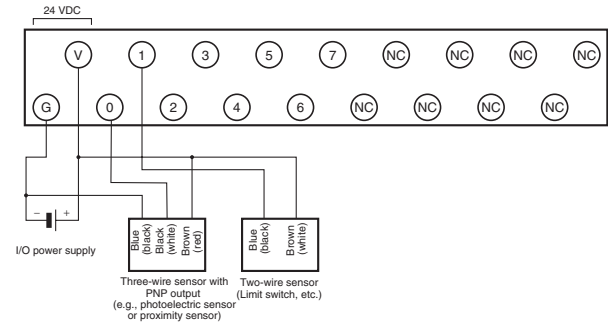 24 VDC
V 1 3 5 7 NC NC NC NC
G 0 2 4 6 NC NC NC NC
- +
I/O power supply
Blue (black)
Black (white)
Brown (red)
Blue (black)
Brown (white)
Three-wire sensor with
PNP output
(e.g., photoelectric sensor
or proximity sensor)
Two-wire sensor
(Limit switch, etc.)